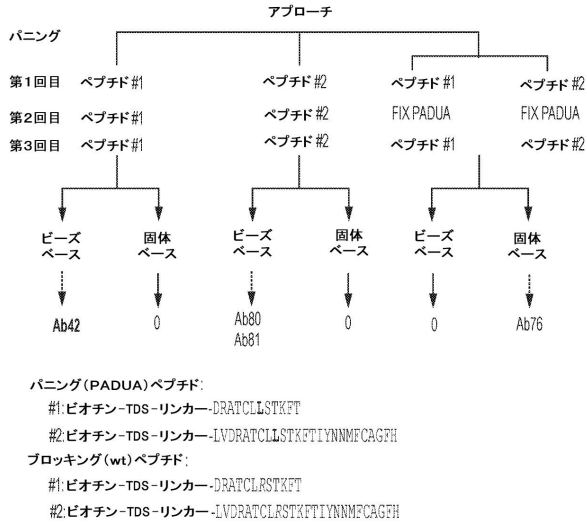 アプローチ
パニング
第1回目 ペプチド#1 ペプチド#2 ペプチド#1 ペプチド#2
第2回目 ペプチド#1 ペプチド#2 FIX PADUA FIX PADUA
第3回目 ペプチド#1 ペプチド#2 ペプチド#1 ペプチド#2
ビーズ 固体 ビーズ 固体 ビーズ 固体
ベース ベース ベース ベース ベース ベース
Ab42 0 Ab80 0 0 Ab76
Ab81
パニング(PADUA)ペプチド:
#1:ビオチン-TDS-リンカー-DRATCLLSTKFT
#2:ビオチン-TDS-リンカー-LVDRATCLLSTKFTIYNNMFCAGFH
ブロッキング(wt)ペプチド:
#1:ビオチン-TDS-リンカー-DRATCLRSTKFT
#2:ビオチン-TDS-リンカー-LVDRATCLRSTKFTIYNNMFCAGFH